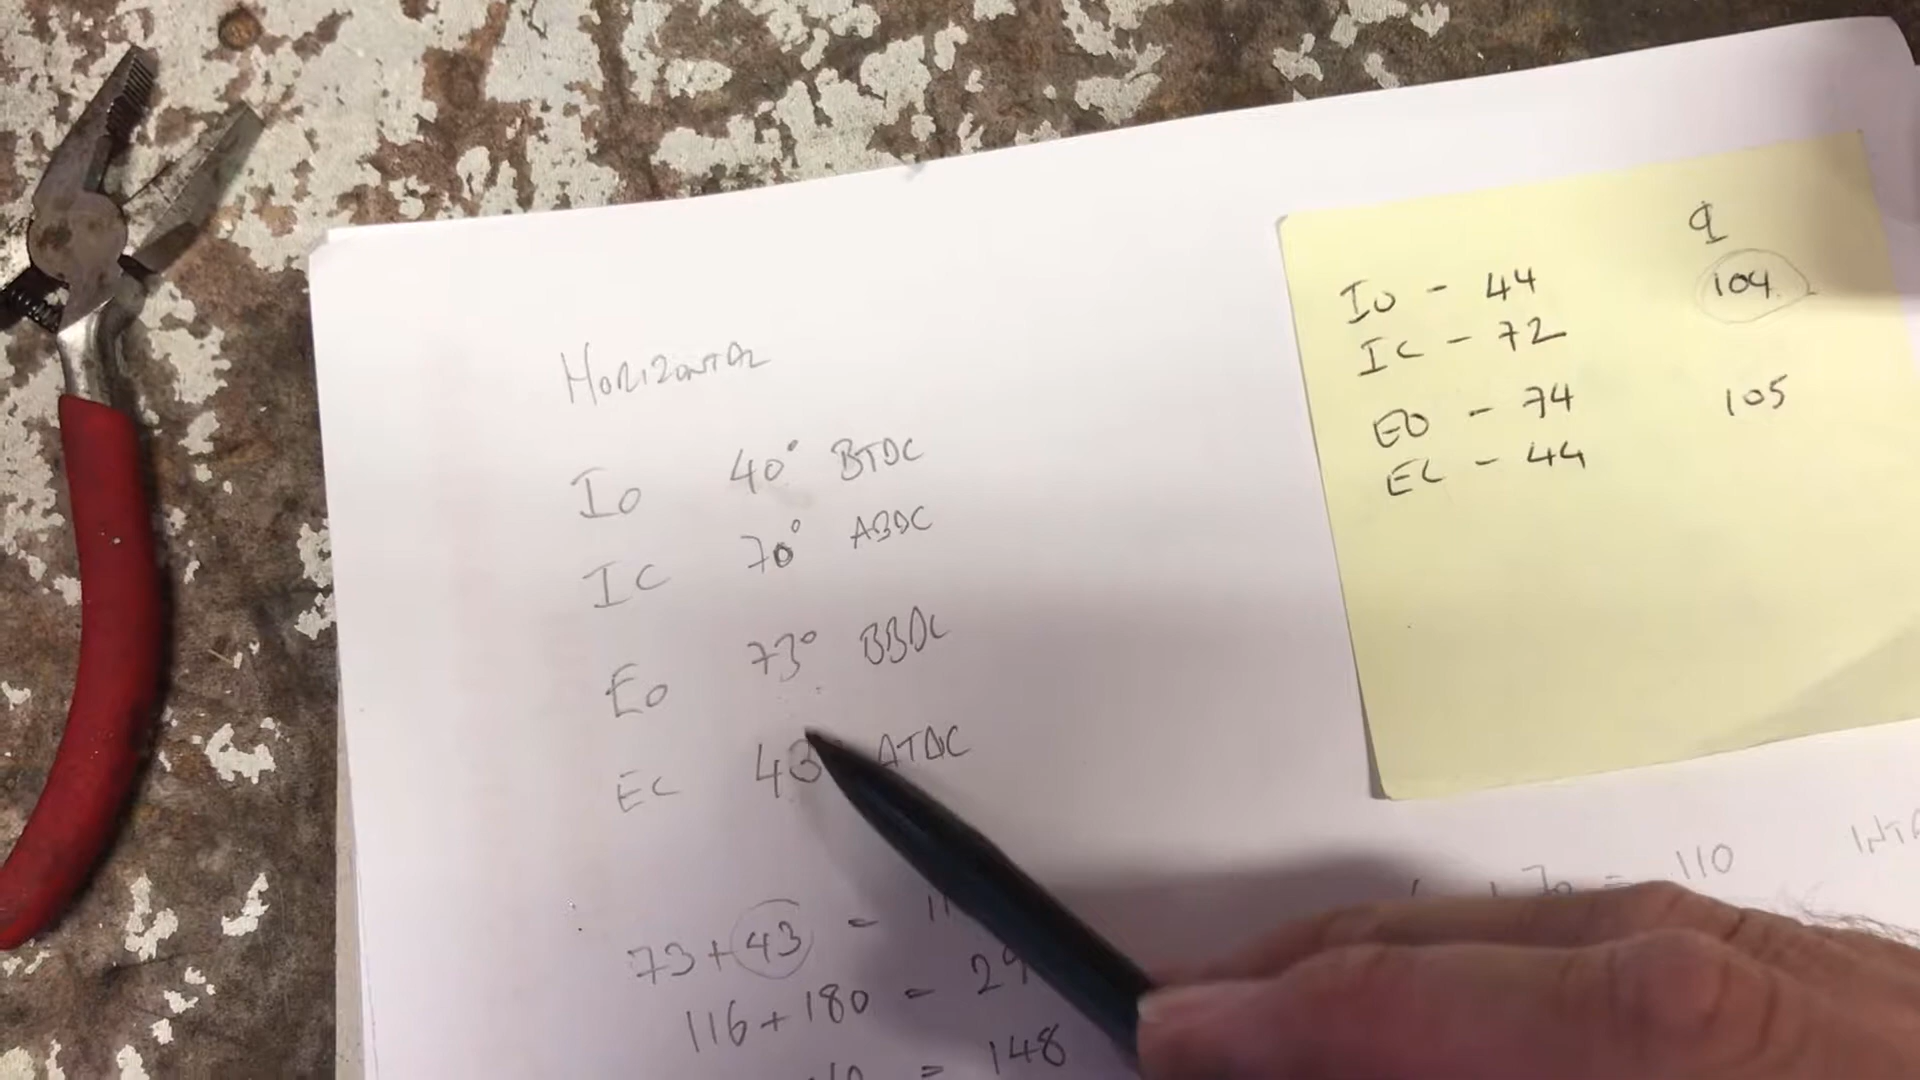 HORIZONTAL
IO 40° BTDC
IC 70° ABDC
EO 73° BBDC
EC 43° ATDC
73+43 =
116+180 =
= 148
IO - 44 104
IC - 72
EO - 74 105
EC - 44
70 = 110